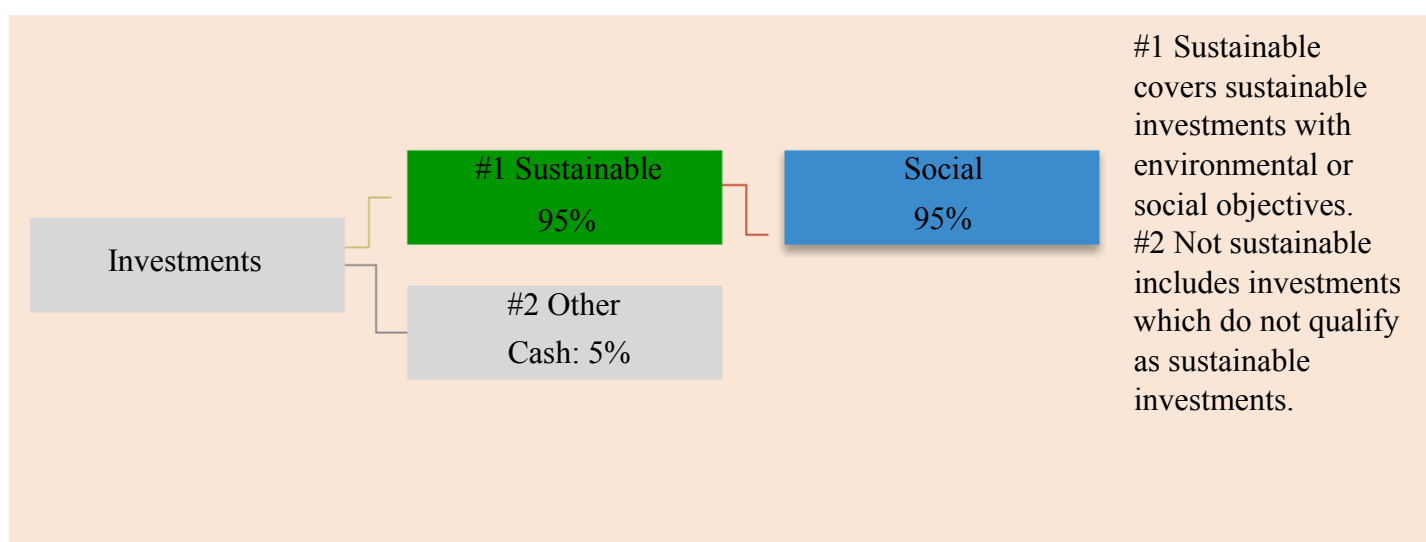 Investments
#1 Sustainable
95%
Social
95%
#2 Other
Cash: 5%
#1 Sustainable
covers sustainable
investments with
environmental or
social objectives.
#2 Not sustainable
includes investments
which do not qualify
as sustainable
investments.